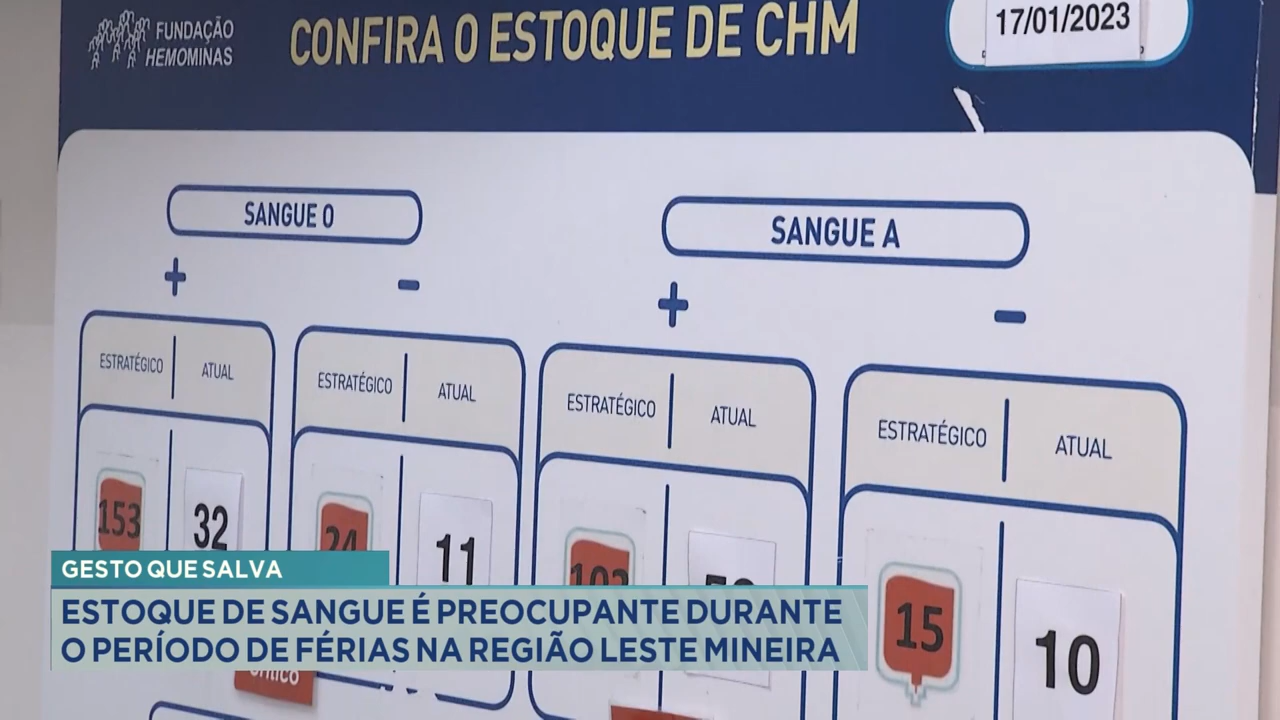 FUNDAÇÃO
HEMOMINAS
CONFIRA O ESTOQUE DE CHM
17/01/2023
SANGUE O
SANGUE A
+
-
+
-
ESTRATÉGICO
ATUAL
ESTRATÉGICO
ATUAL
ESTRATÉGICO
ATUAL
ESTRATÉGICO
ATUAL
153
32
24
11
15
10
GESTO QUE SALVA
ESTOQUE DE SANGUE É PREOCUPANTE DURANTE
O PERÍODO DE FÉRIAS NA REGIÃO LESTE MINEIRA